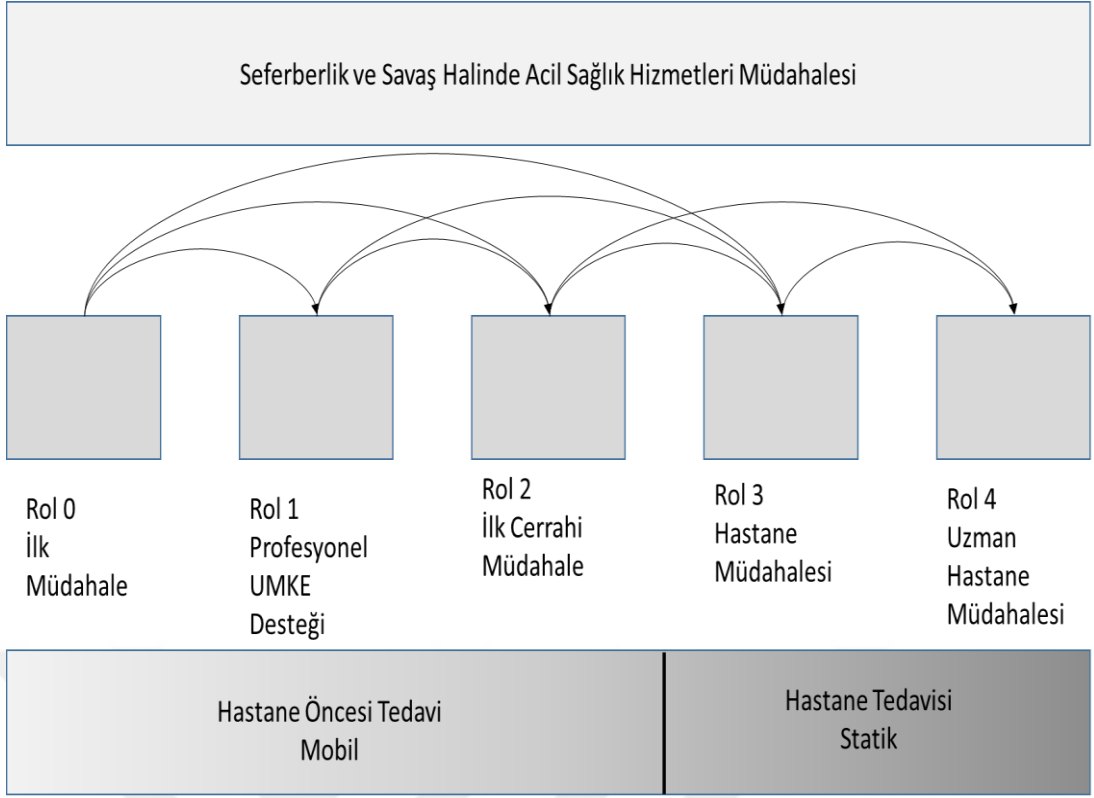 Seferberlik ve Savaş Halinde Acil Sağlık Hizmetleri Müdahalesi
Rol 0
İlk
Müdahale
Rol 1
Profesyonel
UMKE
Desteği
Rol 2
İlk Cerrahi
Müdahale
Rol 3
Hastane
Müdahalesi
Rol 4
Uzman
Hastane
Müdahalesi
Hastane Öncesi Tedavi
Mobil
Hastane Tedavisi
Statik